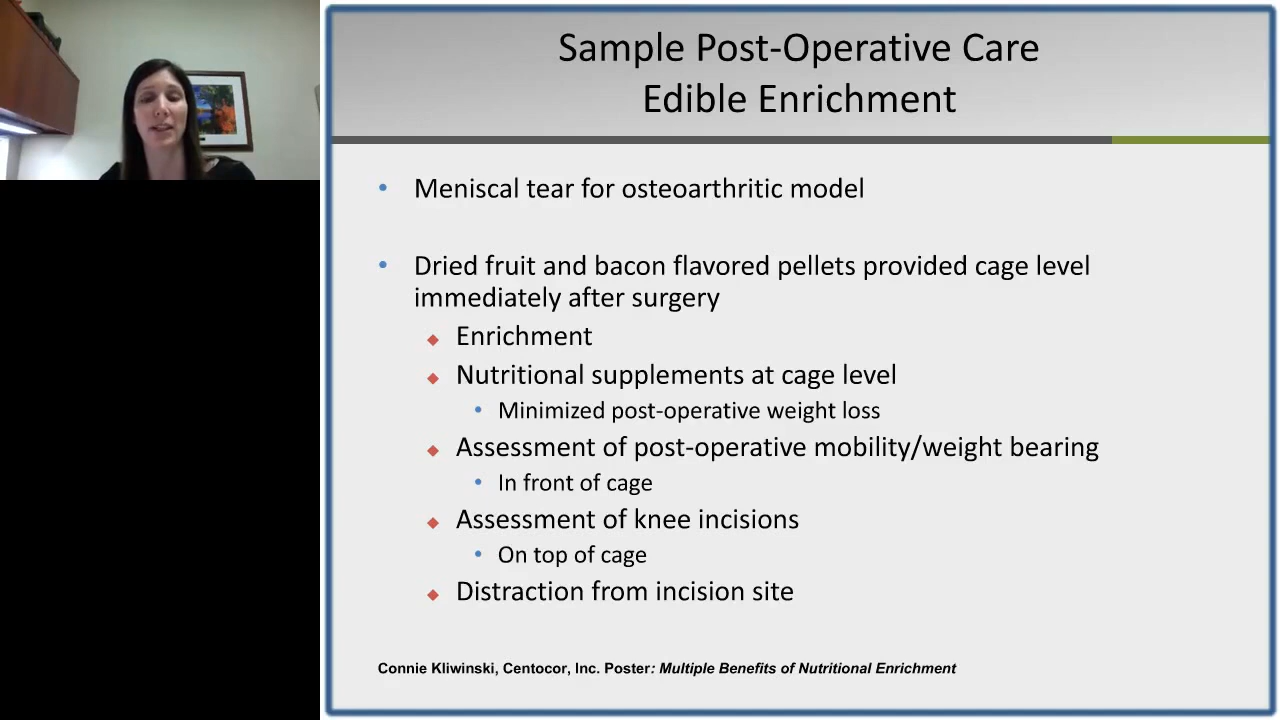 Sample Post-Operative Care
Edible Enrichment
• Meniscal tear for osteoarthritic model
• Dried fruit and bacon flavored pellets provided cage level
immediately after surgery
◆ Enrichment
◆ Nutritional supplements at cage level
• Minimized post-operative weight loss
◆ Assessment of post-operative mobility/weight bearing
• In front of cage
◆ Assessment of knee incisions
• On top of cage
◆ Distraction from incision site
Connie Kliwinski, Centocor, Inc. Poster: Multiple Benefits of Nutritional Enrichment